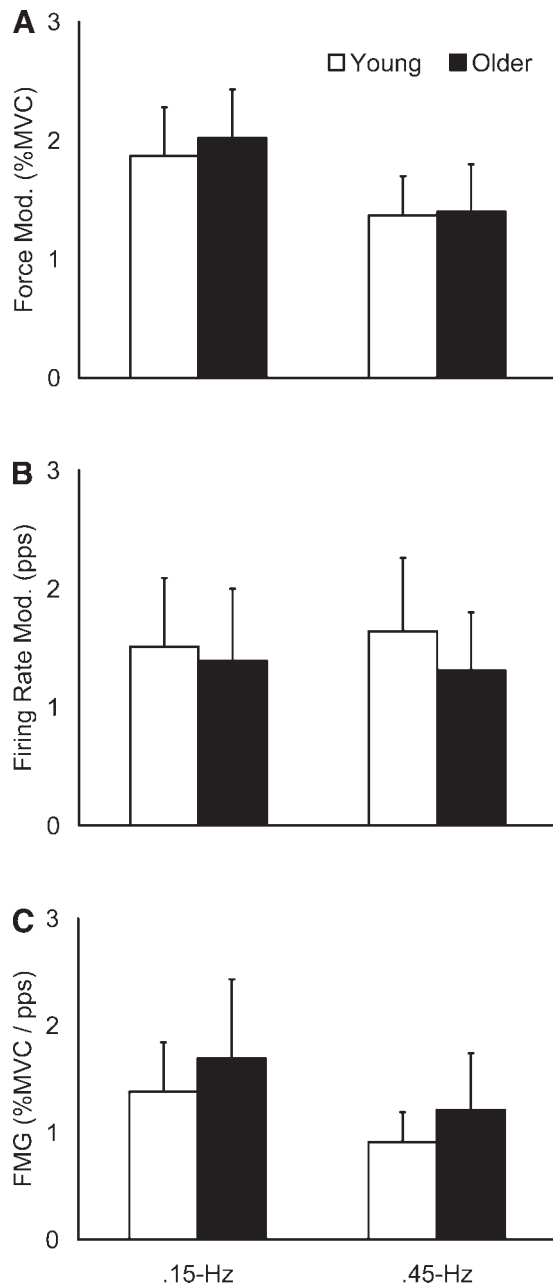 A
3
Young
Older
2
1
0
Force Mod. (%MVC)
B
3
2
1
0
Firing Rate Mod. (pps)
C
3
2
1
0
FMG (%MVC / pps)
.15-Hz
.45-Hz